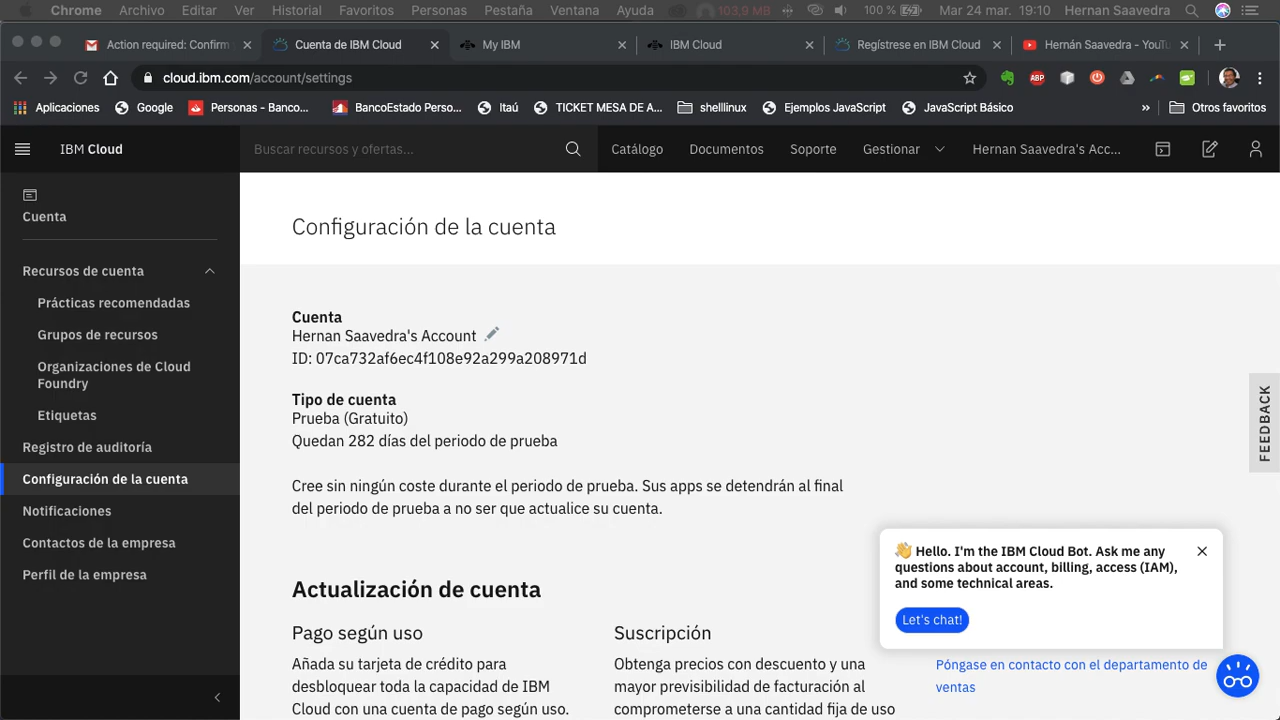 Chrome Archivo Editar Ver Historial Favoritos Personas Pestaña Ventana Ayuda 103,9 MB 100 % Mar 24 mar. 19:10 Hernan Saavedra
Action required: Confirm Cuenta de IBM Cloud My IBM IBM Cloud Regístrese en IBM Cloud Hernán Saavedra - YouTu
cloud.ibm.com/account/settings ABP
Aplicaciones Google Personas - Banco... BancoEstado Perso... Itaú TICKET MESA DE A... shelllinux Ejemplos JavaScript JavaScript Básico » Otros favoritos
IBM Cloud Buscar recursos y ofertas... Catálogo Documentos Soporte Gestionar Hernan Saavedra's Acc...
Cuenta
Recursos de cuenta
Prácticas recomendadas
Grupos de recursos
Organizaciones de Cloud
Foundry
Etiquetas
Registro de auditoría
Configuración de la cuenta
Notificaciones
Contactos de la empresa
Perfil de la empresa
Configuración de la cuenta
Cuenta
Hernan Saavedra's Account
ID: 07ca732af6ec4f108e92a299a208971d
Tipo de cuenta
Prueba (Gratuito)
Quedan 282 días del periodo de prueba
Cree sin ningún coste durante el periodo de prueba. Sus apps se detendrán al final
del periodo de prueba a no ser que actualice su cuenta.
Actualización de cuenta
Pago según uso
Añada su tarjeta de crédito para
desbloquear toda la capacidad de IBM
Cloud con una cuenta de pago según uso.
Suscripción
Obtenga precios con descuento y una
mayor previsibilidad de facturación al
comprometerse a una cantidad fija de uso
Póngase en contacto con el departamento de
ventas
👋 Hello. I'm the IBM Cloud Bot. Ask me any
questions about account, billing, access (IAM),
and some technical areas.
Let's chat!
FEEDBACK